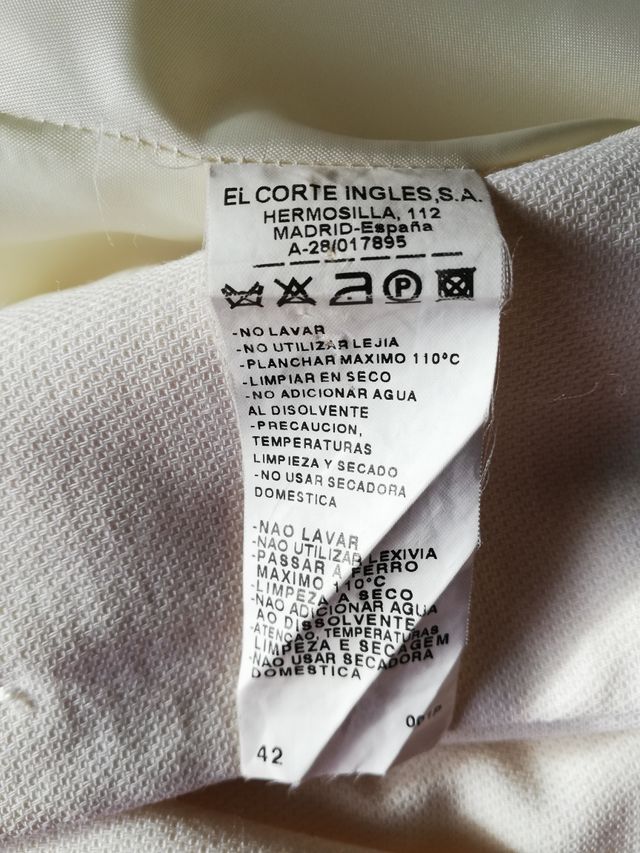 EL CORTE INGLES,S.A.
HERMOSILLA, 112
MADRID-España
A-28/017895
P
-NO LAVAR
-NO UTILIZAR LEJIA
-PLANCHAR MAXIMO 110°C
-LIMPIAR EN SECO
-NO ADICIONAR AGUA
AL DISOLVENTE
-PRECAUCION,
TEMPERATURAS
LIMPIEZA Y SECADO
-NO USAR SECADORA
DOMESTICA
-NAO LAVAR
-NAO UTILIZAR LEXIVIA
-PASSAR A FERRO
MAXIMO 110°C
-LIMPEZA A SECO
-NAO ADICIONAR AGUA
AO DISSOLVENTE
-ATENÇAO, TEMPERATURAS
LIMPEZA E SECAGEM
-NAO USAR SECADORA
DOMESTICA
42